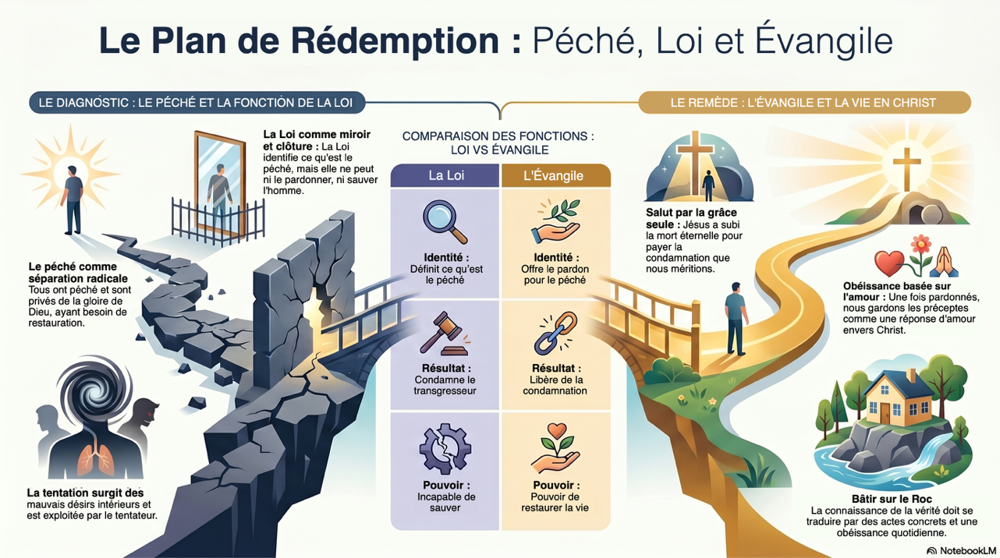 Le Plan de Rédemption : Péché, Loi et Évangile
LE DIAGNOSTIC : LE PÉCHÉ ET LA FONCTION DE LA LOI
La Loi comme miroir
et clôture : La Loi
identifie ce qu'est le
péché, mais elle ne peut
ni le pardonner, ni sauver
l'homme.
Le péché comme
séparation radicale
Tous ont péché et sont
privés de la gloire de
Dieu, ayant besoin de
restauration.
La tentation surgit des
mauvais désirs intérieurs et
est exploitée par le tentateur.
COMPARAISON DES FONCTIONS :
LOI VS ÉVANGILE
La Loi
L'Évangile
Identité :
Définit ce qu'est
le péché
Identité :
Offre le pardon
pour le péché
Résultat :
Condamne le
transgresseur
Résultat :
Libère de la
condamnation
Pouvoir :
Incapable de
sauver
Pouvoir :
Pouvoir de
restaurer la vie
LE REMÈDE : L'ÉVANGILE ET LA VIE EN CHRIST
Salut par la grâce
seule : Jésus a subi
la mort éternelle pour
payer la
condamnation que
nous méritions.
Obéissance basée sur
l'amour : Une fois pardonnés,
nous gardons les préceptes
comme une réponse d'amour
envers Christ.
Bâtir sur le Roc
La connaissance de la vérité doit se
traduire par des actes concrets et une
obéissance quotidienne.
NotebookLM